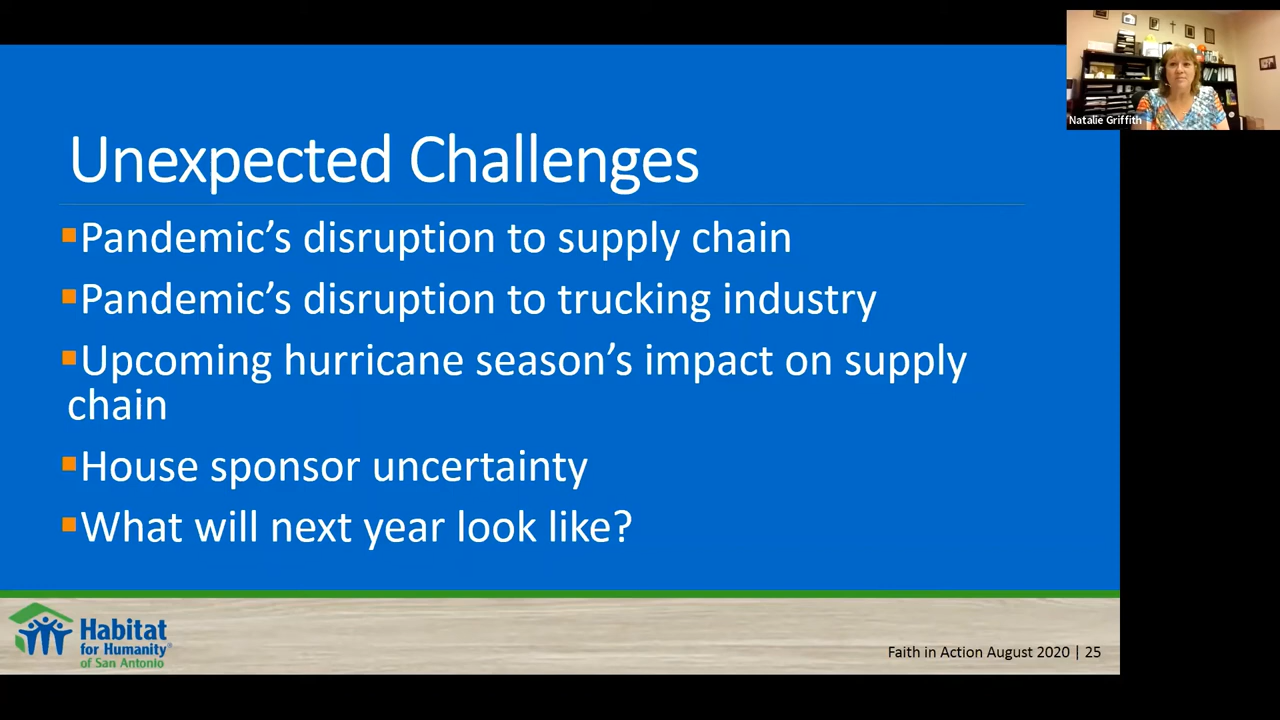 Natalie Griffith
Unexpected Challenges
▪Pandemic’s disruption to supply chain
▪Pandemic’s disruption to trucking industry
▪Upcoming hurricane season’s impact on supply
chain
▪House sponsor uncertainty
▪What will next year look like?
Habitat
for Humanity®
of San Antonio
Faith in Action August 2020 | 25